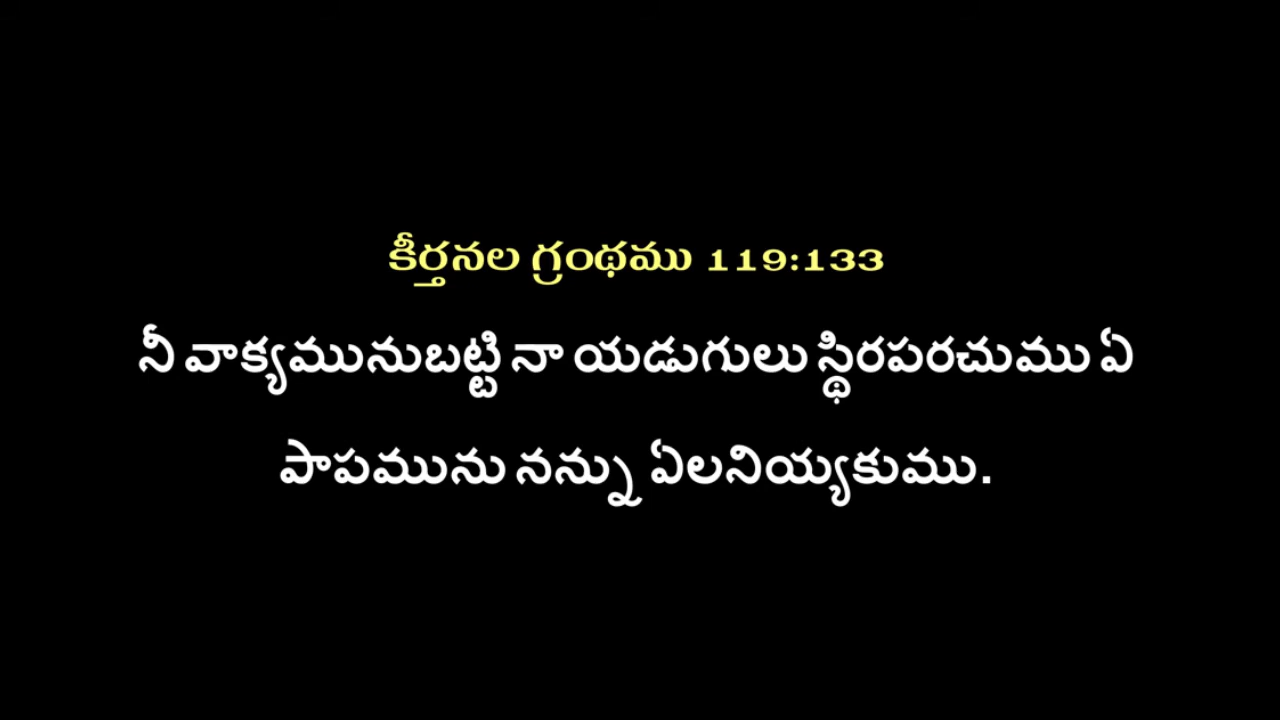 కీర్తనల గ్రంథము 119:133
నీ వాక్యమునుబట్టి నా యడుగులు స్థిరపరచుము ఏ
పాపమును నన్ను ఏలనియ్యకుము.